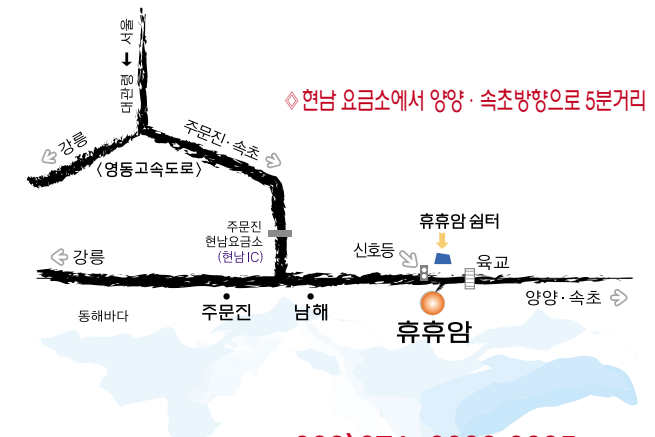 서울
대관령
◇현남 요금소에서 양양 · 속초방향으로 5분거리
강릉
주문진 · 속초
<영동고속도로>
휴휴암 쉼터
주문진
현남요금소
(현남IC)
신호등
강릉
육교
양양 · 속초
주문진
남해
동해바다
휴휴암